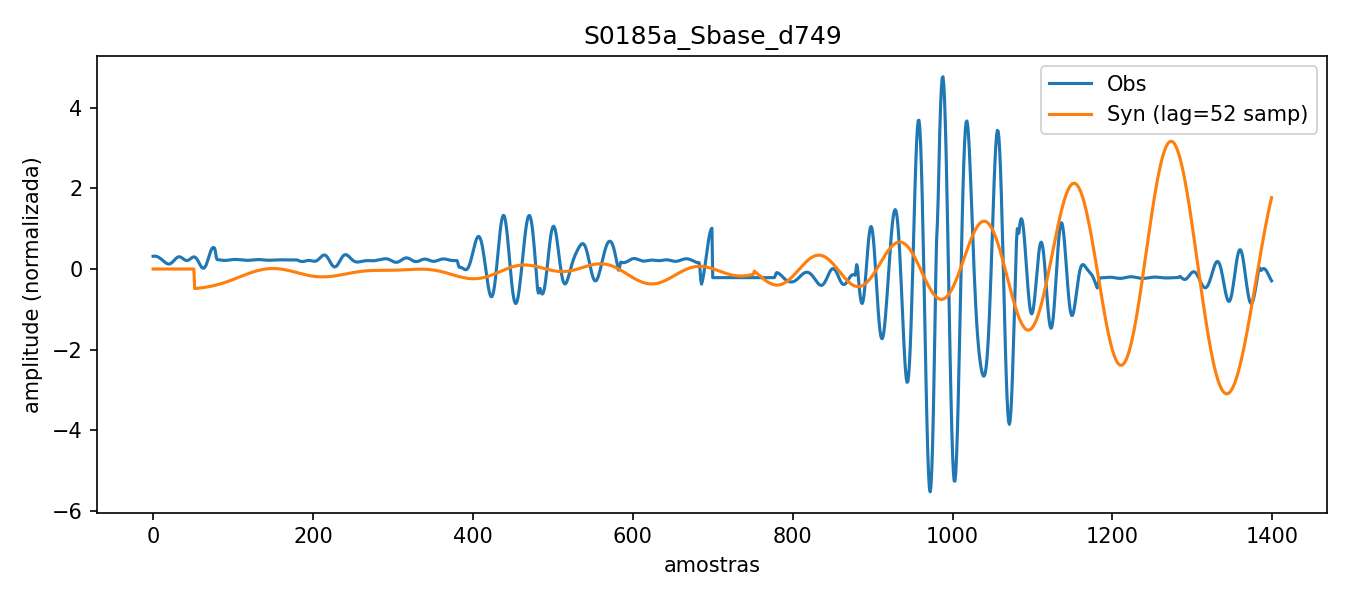 S0185a_Sbase_d749
Obs
Syn (lag=52 samp)
amplitude (normalizada)
4
2
0
−2
−4
−6
0 200 400 600 800 1000 1200 1400
amostras